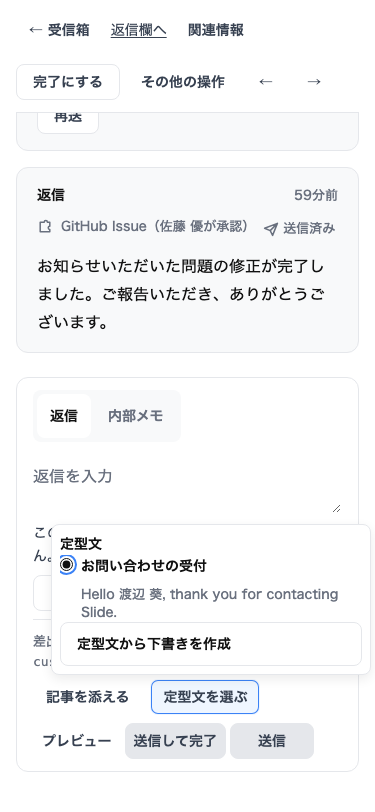 ← 受信箱 返信欄へ 関連情報
完了にする その他の操作 ← →
再送
返信 59分前
GitHub Issue（佐藤 優が承認） 送信済み
お知らせいただいた問題の修正が完了し
ました。ご報告いただき、ありがとうご
ざいます。
返信 内部メモ
返信を入力
定型文
お問い合わせの受付
Hello 渡辺 葵, thank you for contacting
Slide.
定型文から下書きを作成
記事を添える 定型文を選ぶ
プレビュー 送信して完了 送信